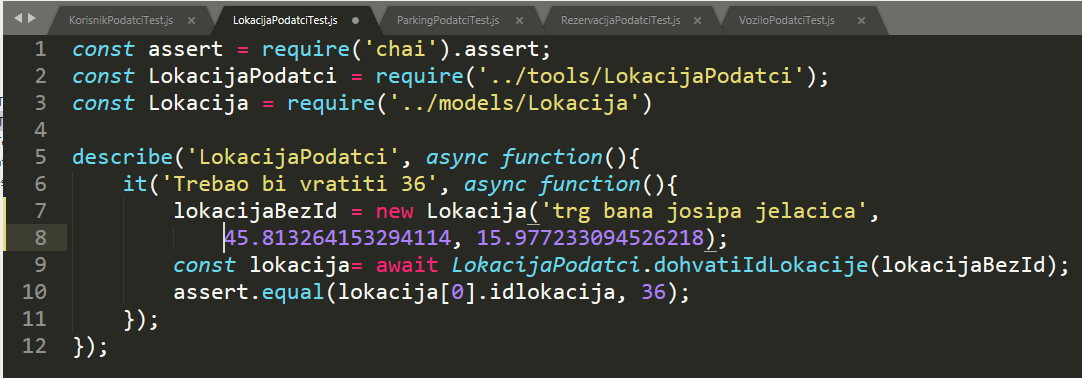 KorisnikPodatciTest.js
LokacijaPodatciTest.js
ParkingPodatciTest.js
RezervacijaPodatciTest.js
VoziloPodatciTest.js
1 const assert = require('chai').assert;
2 const LokacijaPodatci = require('../tools/LokacijaPodatci');
3 const Lokacija = require('../models/Lokacija')
4
5 describe('LokacijaPodatci', async function(){
6 it('Trebao bi vratiti 36', async function(){
7 lokacijaBezId = new Lokacija('trg bana josipa jelacica',
8 45.813264153294114, 15.977233094526218);
9 const lokacija= await LokacijaPodatci.dohvatiIdLokacije(lokacijaBezId);
10 assert.equal(lokacija[0].idlokacija, 36);
11 });
12 });